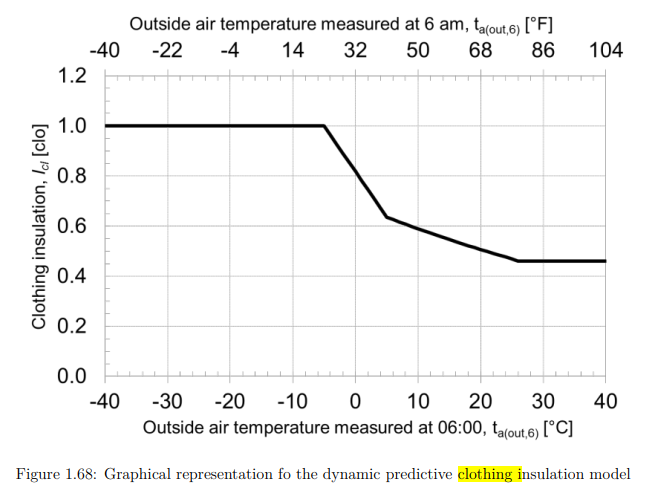 Outside air temperature measured at 6 am, ta(out,6) [°F]
-40 -22 -4 14 32 50 68 86 104
1.2
1.0
0.8
0.6
0.4
0.2
0.0
Clothing insulation, Icl [clo]
-40 -30 -20 -10 0 10 20 30 40
Outside air temperature measured at 06:00, ta(out,6) [°C]
Figure 1.68: Graphical representation fo the dynamic predictive clothing insulation model